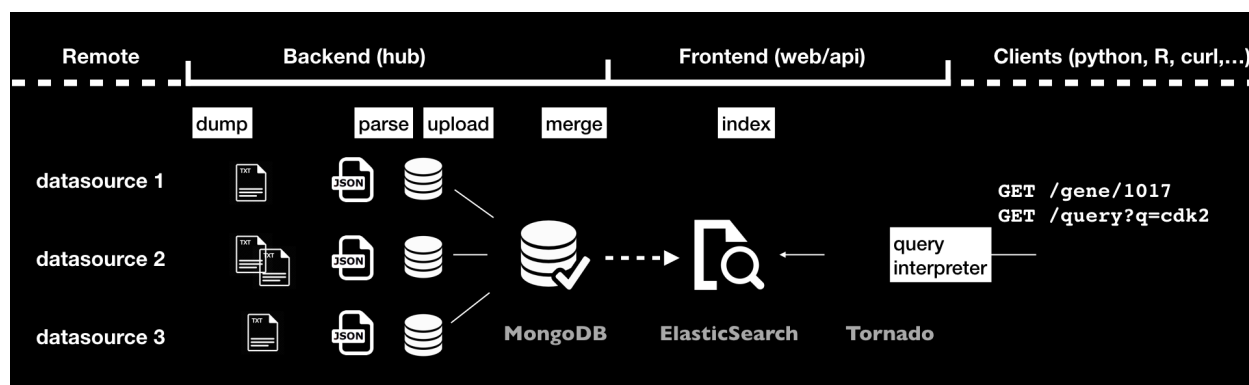 Remote
Backend (hub)
Frontend (web/api)
Clients (python, R, curl,...)
dump
parse
upload
merge
index
datasource 1
TXT
JSON
GET /gene/1017
GET /query?q=cdk2
datasource 2
TXT
TXT
JSON
query
interpreter
datasource 3
TXT
JSON
MongoDB
ElasticSearch
Tornado